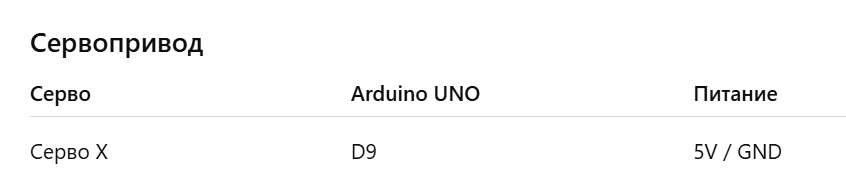 Сервопривод
Серво Arduino UNO Питание
Серво X D9 5V / GND